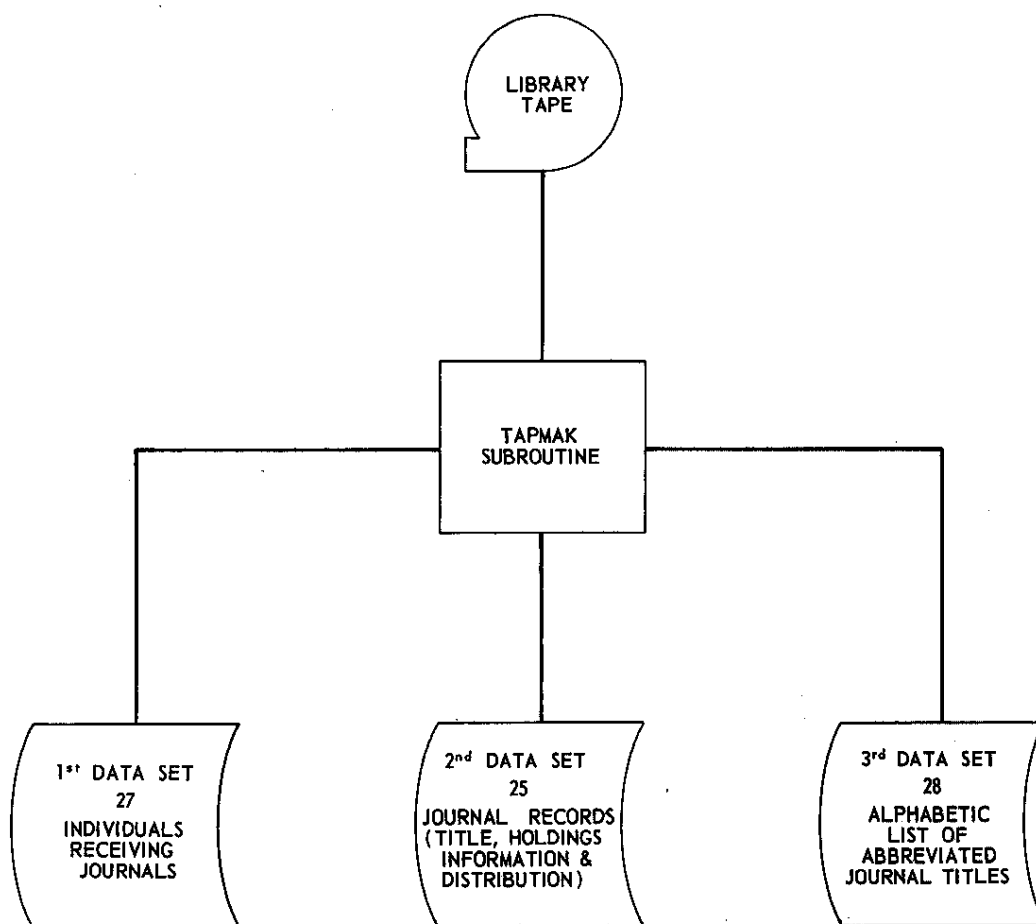 LIBRARY
TAPE
TAPMAK
SUBROUTINE
1st DATA SET
27
INDIVIDUALS
RECEIVING
JOURNALS
2nd DATA SET
25
JOURNAL RECORDS
(TITLE, HOLDINGS
INFORMATION &
DISTRIBUTION)
3rd DATA SET
28
ALPHABETIC
LIST OF
ABBREVIATED
JOURNAL TITLES